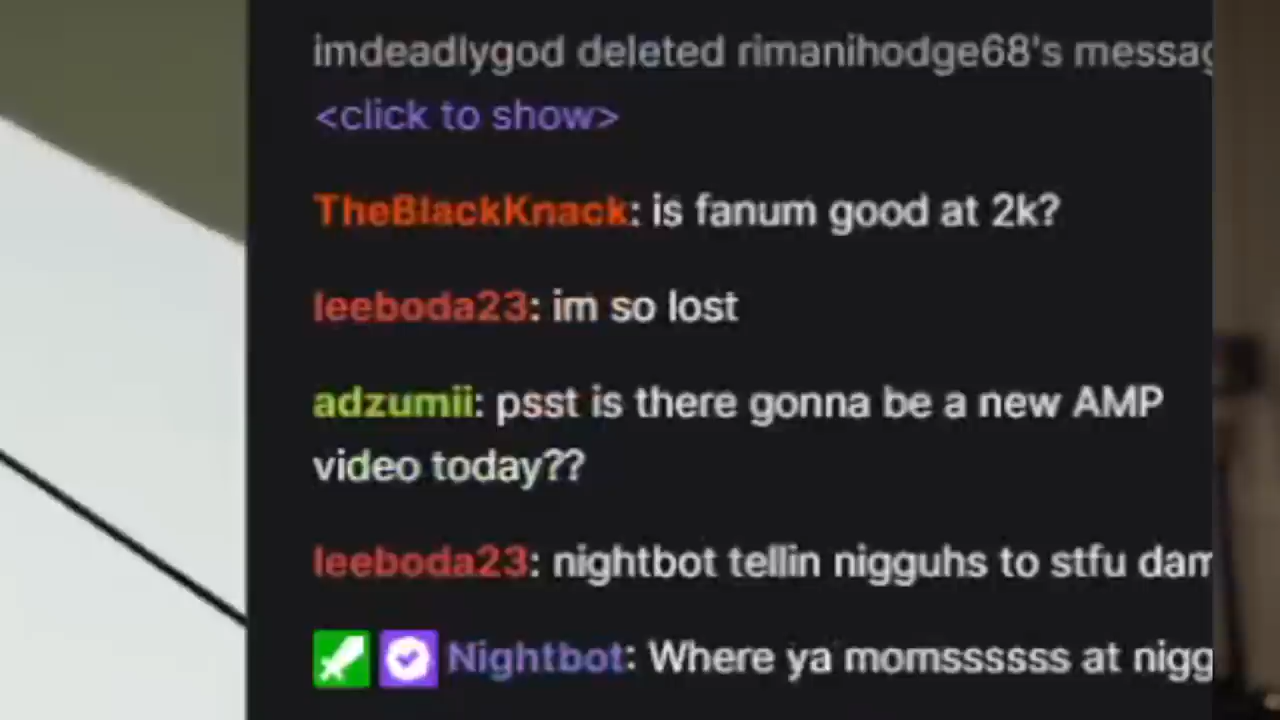 imdeadlygod deleted rimanihodge68's messag
<click to show>
TheBlackKnack: is fanum good at 2k?
leeboda23: im so lost
adzumii: psst is there gonna be a new AMP
video today??
leeboda23: nightbot tellin nigguhs to stfu dam
Nightbot: Where ya momssssss at nigg